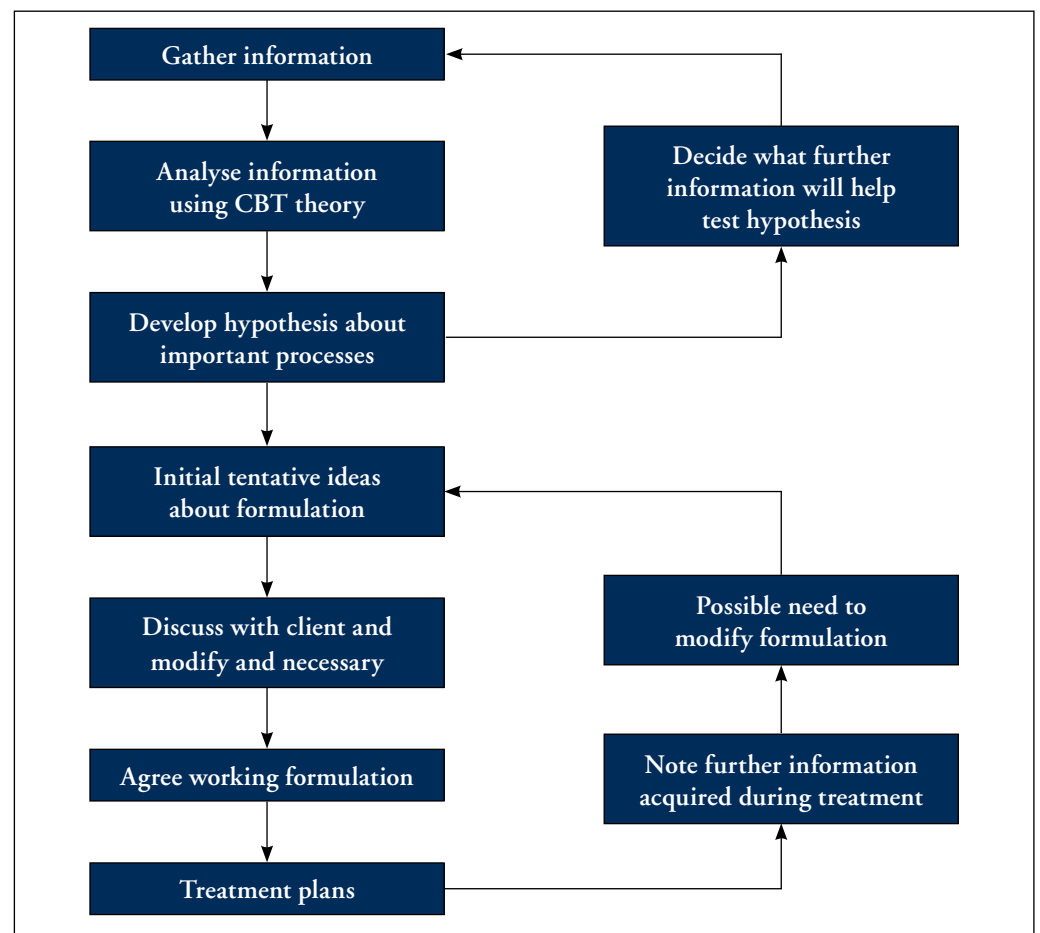 Gather information
Analyse information
using CBT theory
Develop hypothesis about
important processes
Initial tentative ideas
about formulation
Discuss with client and
modify and necessary
Agree working formulation
Treatment plans
Decide what further
information will help
test hypothesis
Possible need to
modify formulation
Note further information
acquired during treatment